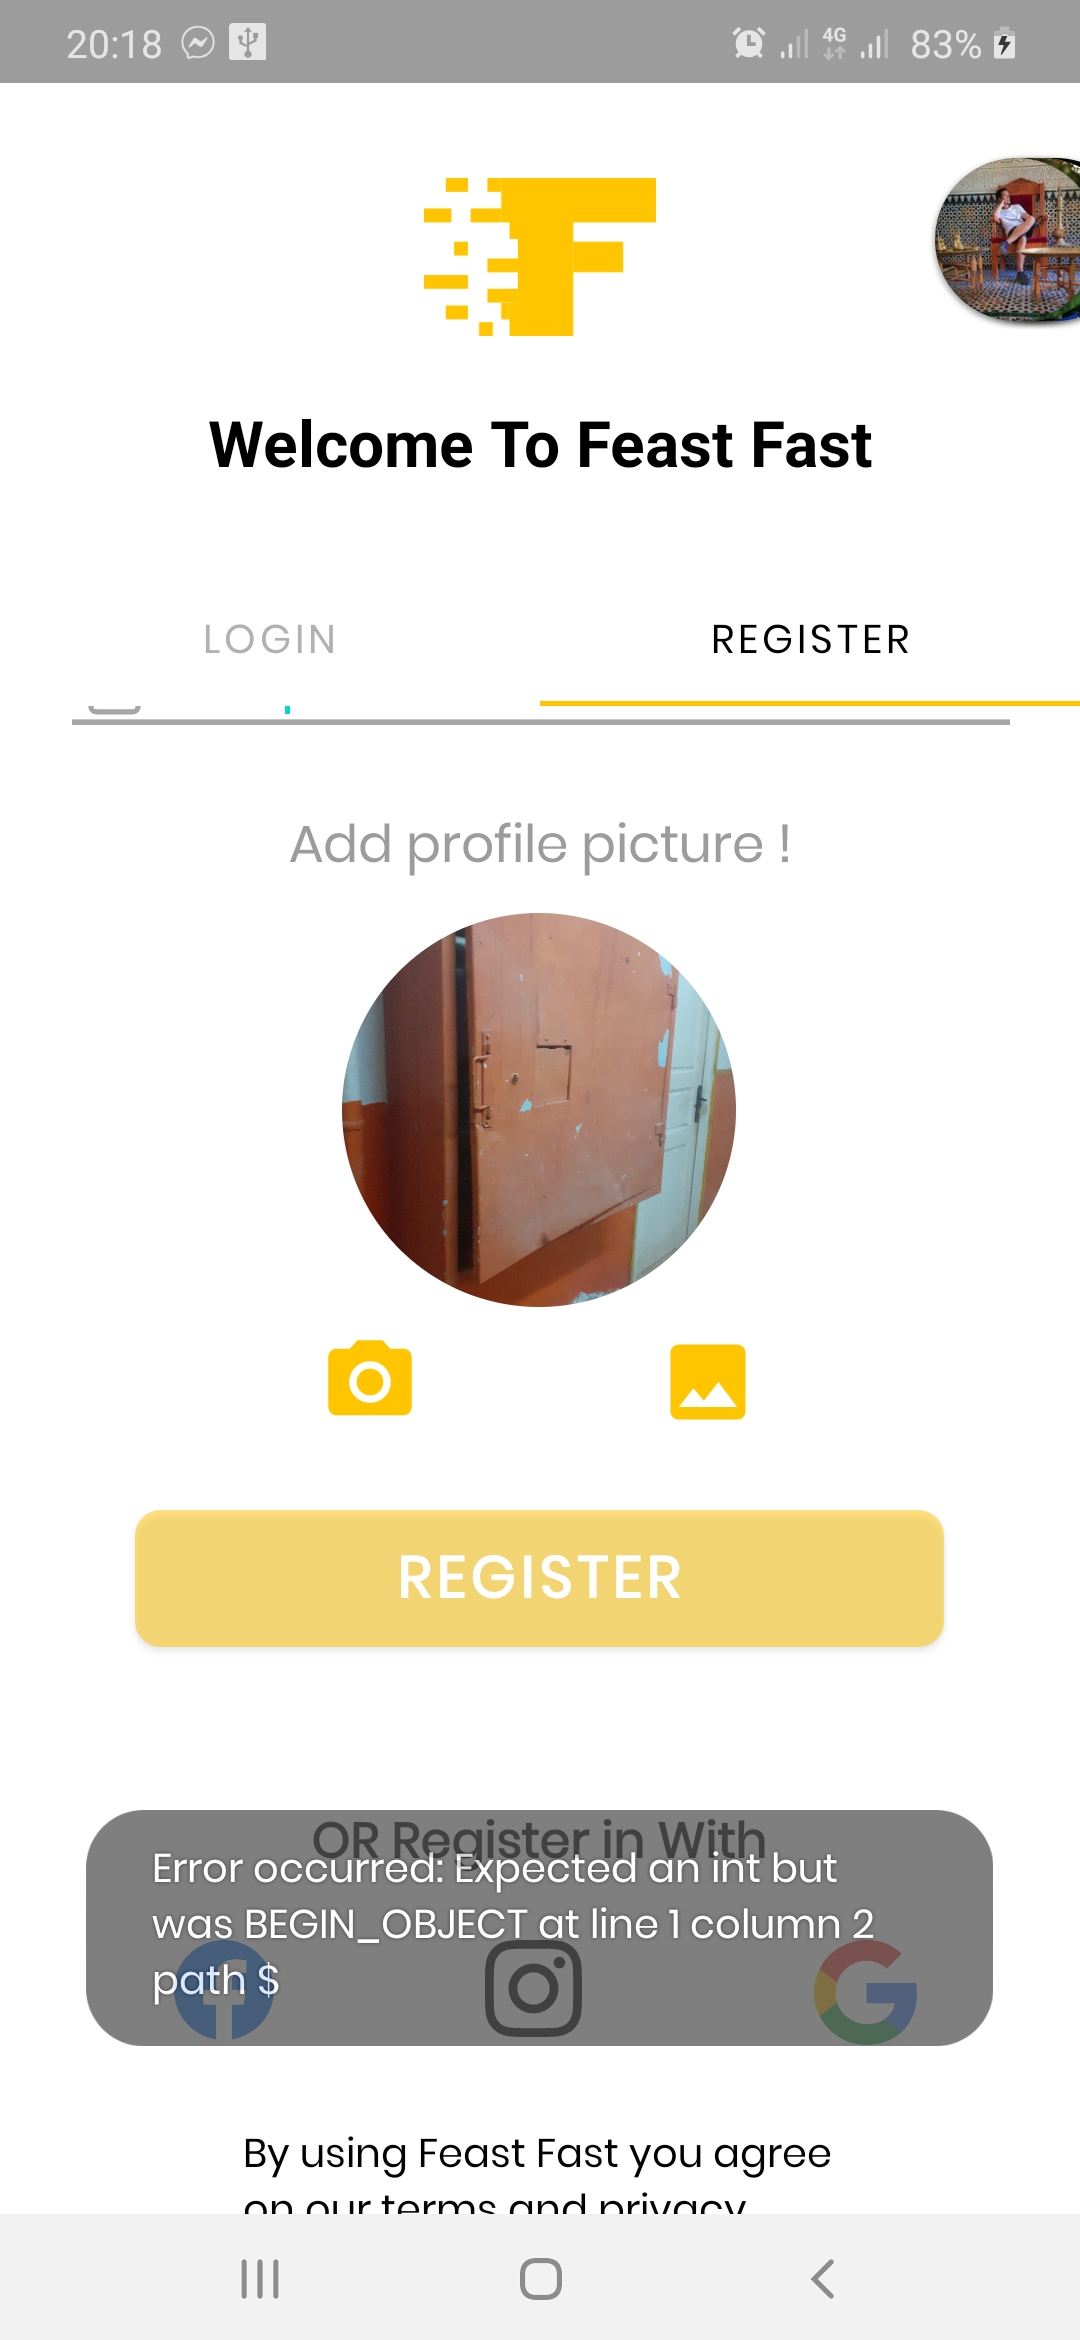 20:18 4G 83%
Welcome To Feast Fast
LOGIN REGISTER
Add profile picture !
REGISTER
OR Register in With
Error occurred: Expected an int but
was BEGIN_OBJECT at line 1 column 2
path $
By using Feast Fast you agree
on our terms and privacy